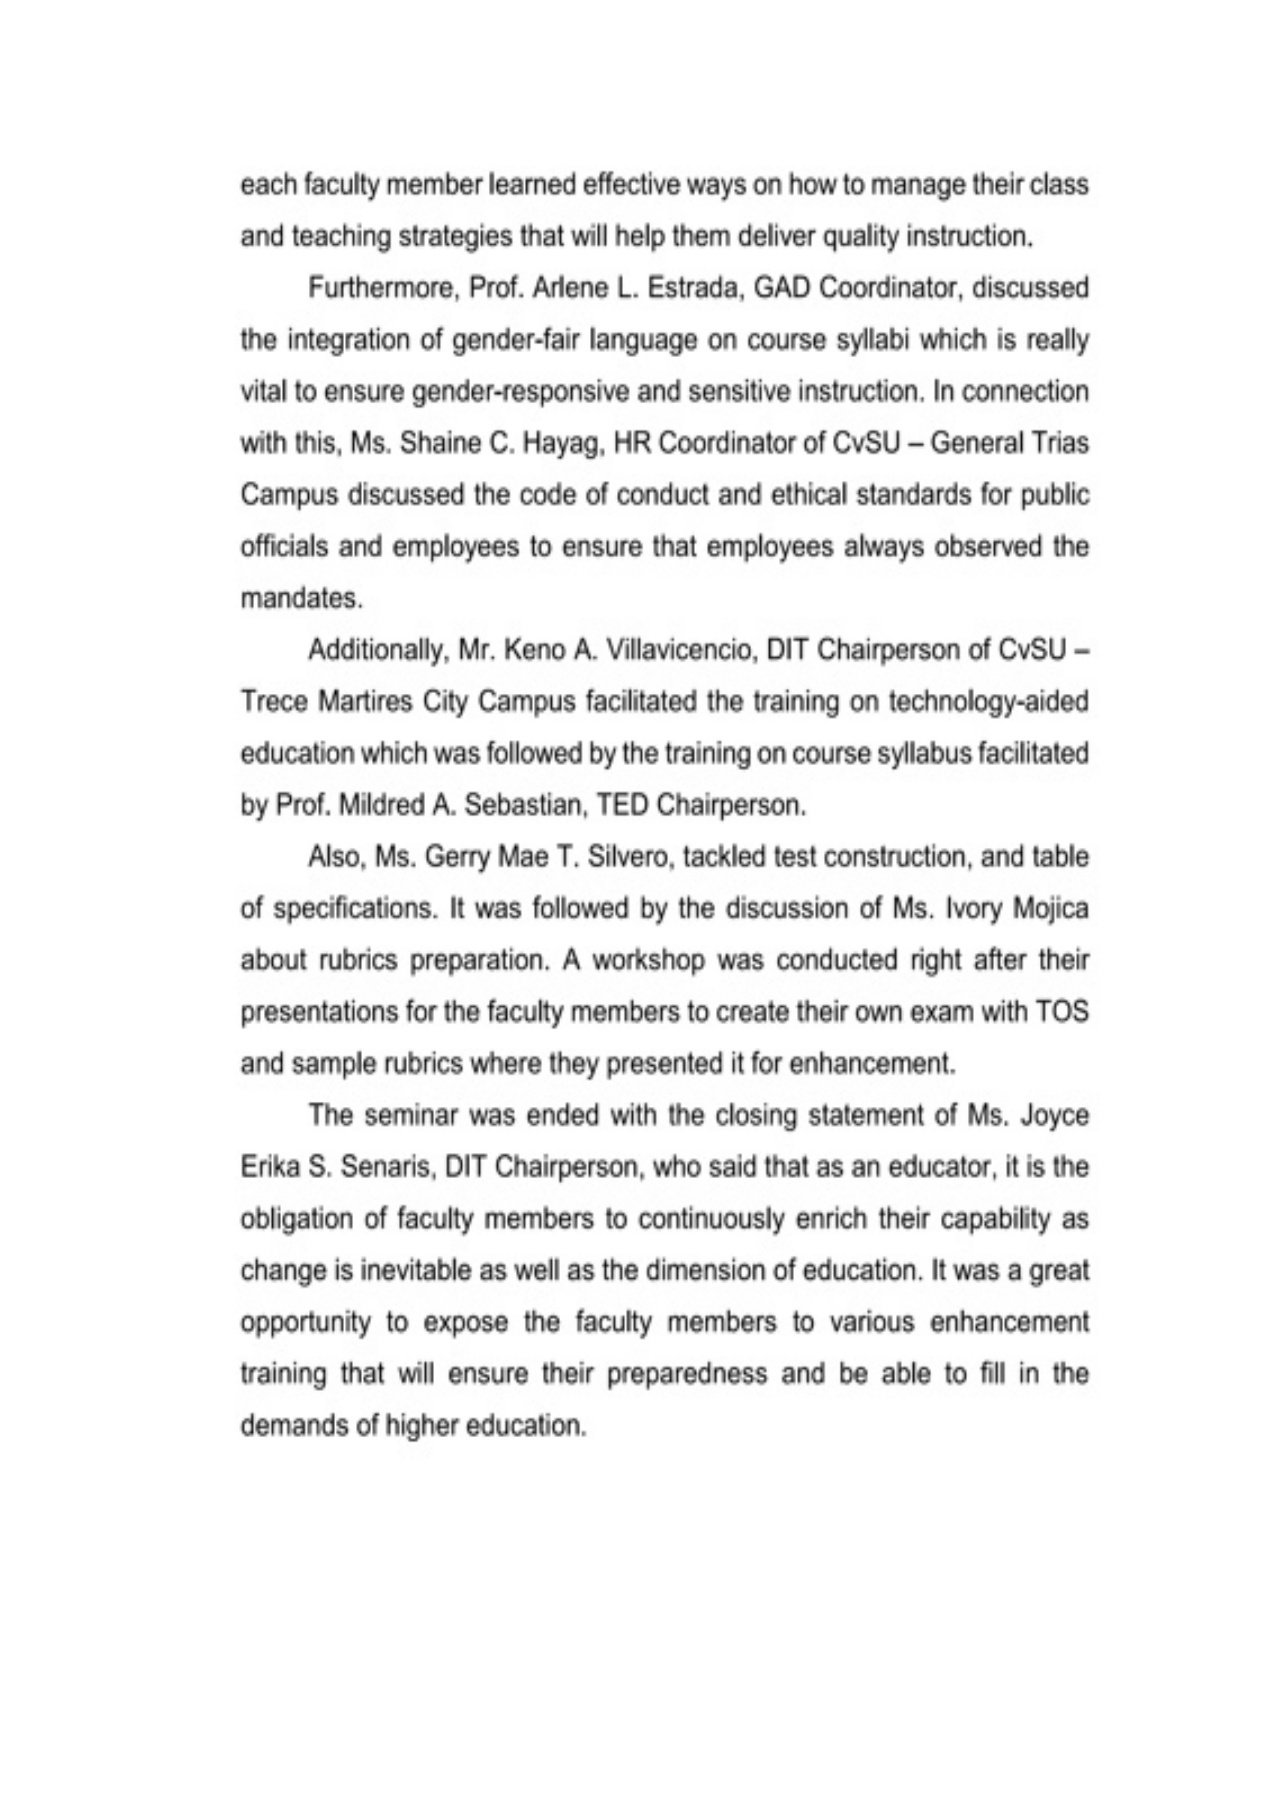 each faculty member learned effective ways on how to manage their class
and teaching strategies that will help them deliver quality instruction.
Furthermore, Prof. Arlene L. Estrada, GAD Coordinator, discussed
the integration of gender-fair language on course syllabi which is really
vital to ensure gender-responsive and sensitive instruction. In connection
with this, Ms. Shaine C. Hayag, HR Coordinator of CvSU – General Trias
Campus discussed the code of conduct and ethical standards for public
officials and employees to ensure that employees always observed the
mandates.
Additionally, Mr. Keno A. Villavicencio, DIT Chairperson of CvSU –
Trece Martires City Campus facilitated the training on technology-aided
education which was followed by the training on course syllabus facilitated
by Prof. Mildred A. Sebastian, TED Chairperson.
Also, Ms. Gerry Mae T. Silvero, tackled test construction, and table
of specifications. It was followed by the discussion of Ms. Ivory Mojica
about rubrics preparation. A workshop was conducted right after their
presentations for the faculty members to create their own exam with TOS
and sample rubrics where they presented it for enhancement.
The seminar was ended with the closing statement of Ms. Joyce
Erika S. Senaris, DIT Chairperson, who said that as an educator, it is the
obligation of faculty members to continuously enrich their capability as
change is inevitable as well as the dimension of education. It was a great
opportunity to expose the faculty members to various enhancement
training that will ensure their preparedness and be able to fill in the
demands of higher education.